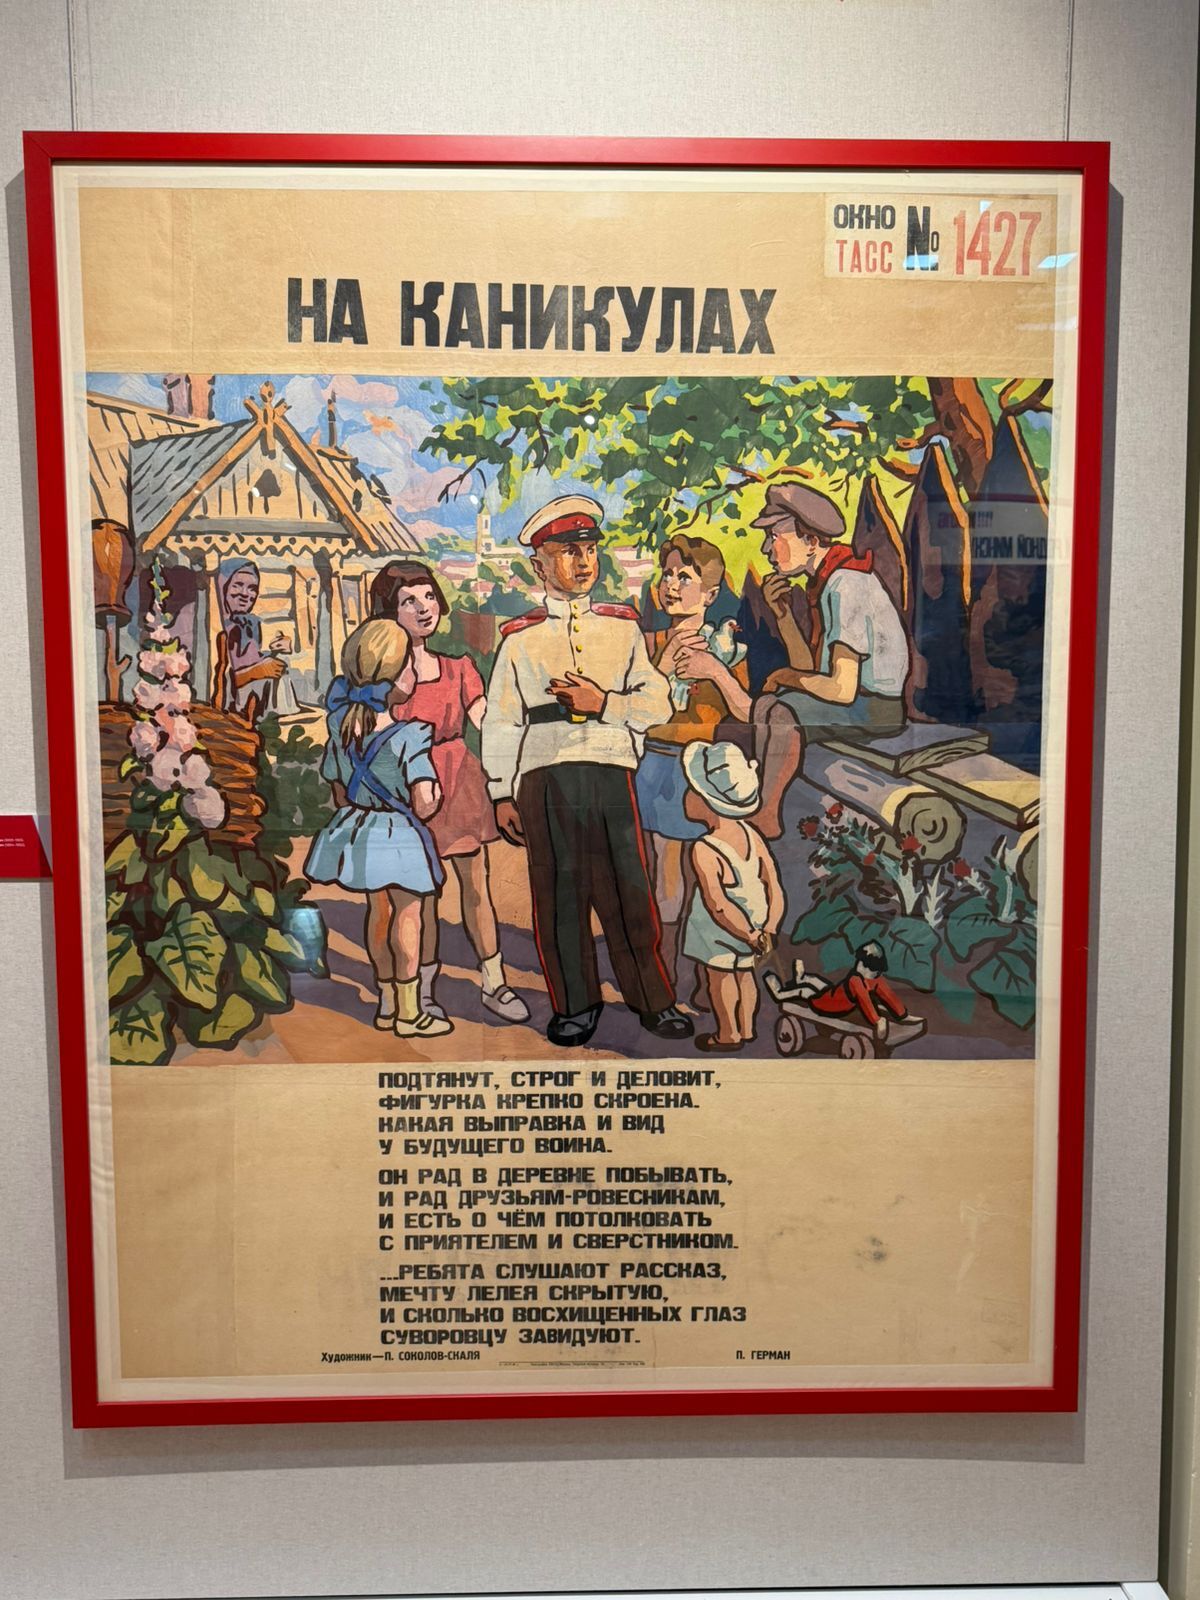 ОКНО
ТАСС
№ 1427
НА КАНИКУЛАХ
ПОДТЯНУТ, СТРОГ И ДЕЛОВИТ,
ФИГУРКА КРЕПКО СКРОЕНА.
КАКАЯ ВЫПРАВКА И ВИД
У БУДУЩЕГО ВОИНА.
ОН РАД В ДЕРЕВНЕ ПОБЫВАТЬ,
И РАД ДРУЗЬЯМ-РОВЕСНИКАМ,
И ЕСТЬ О ЧЁМ ПОТОЛКОВАТЬ
С ПРИЯТЕЛЕМ И СВЕРСТНИКОМ.
...РЕБЯТА СЛУШАЮТ РАССКАЗ,
МЕЧТУ ЛЕЛЕЯ СКРЫТУЮ,
И СКОЛЬКО ВОСХИЩЕННЫХ ГЛАЗ
СУВОРОВЦУ ЗАВИДУЮТ.
Художник—П. СОКОЛОВ-СКАЛЯ П. ГЕРМАН